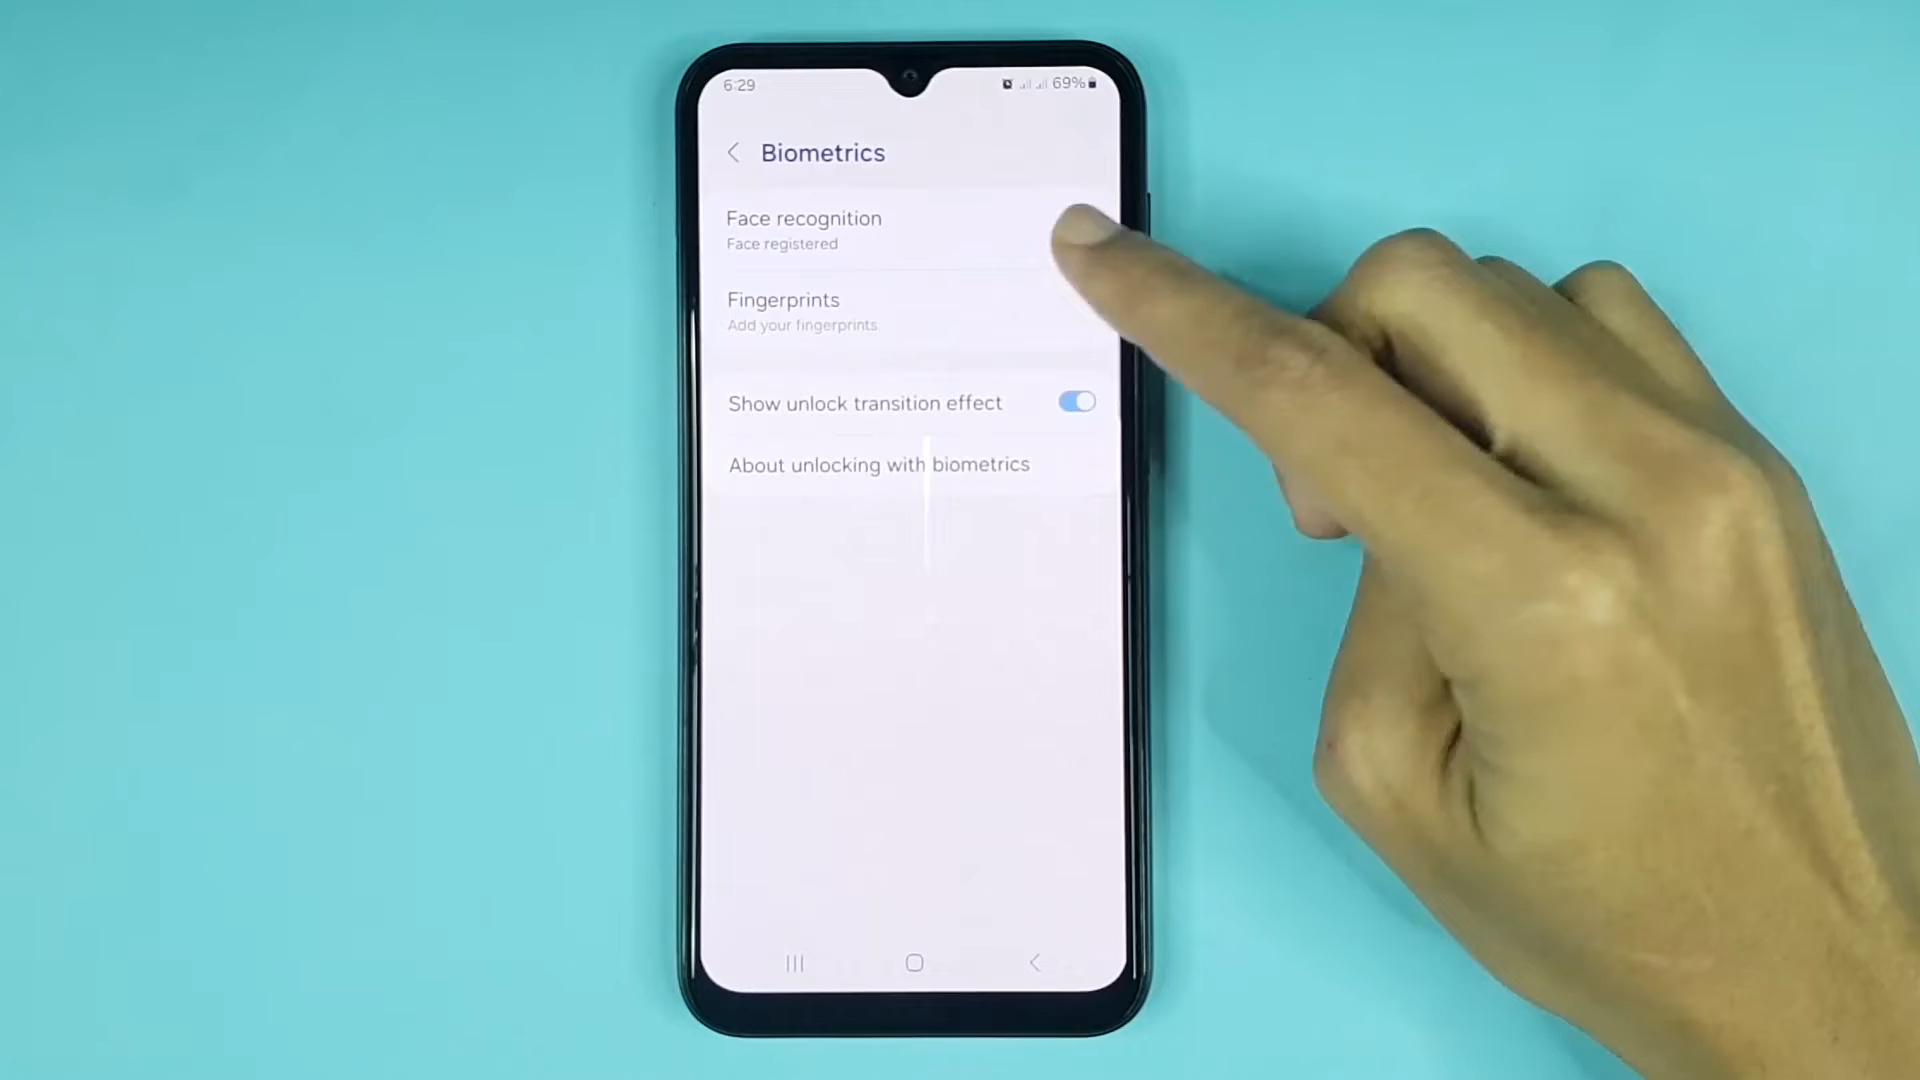 6:29
69%
Biometrics
Face recognition
Face registered
Fingerprints
Add your fingerprints
Show unlock transition effect
About unlocking with biometrics